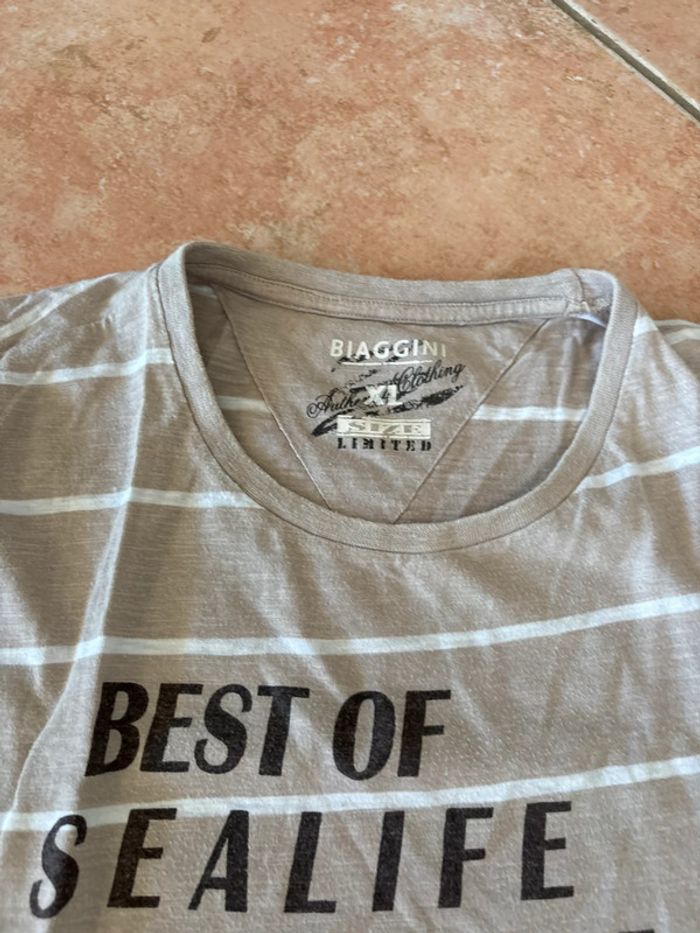 BIAGGINI
Authentic Clothing
XL
SIZE
LIMITED
BEST OF
SEALIFE